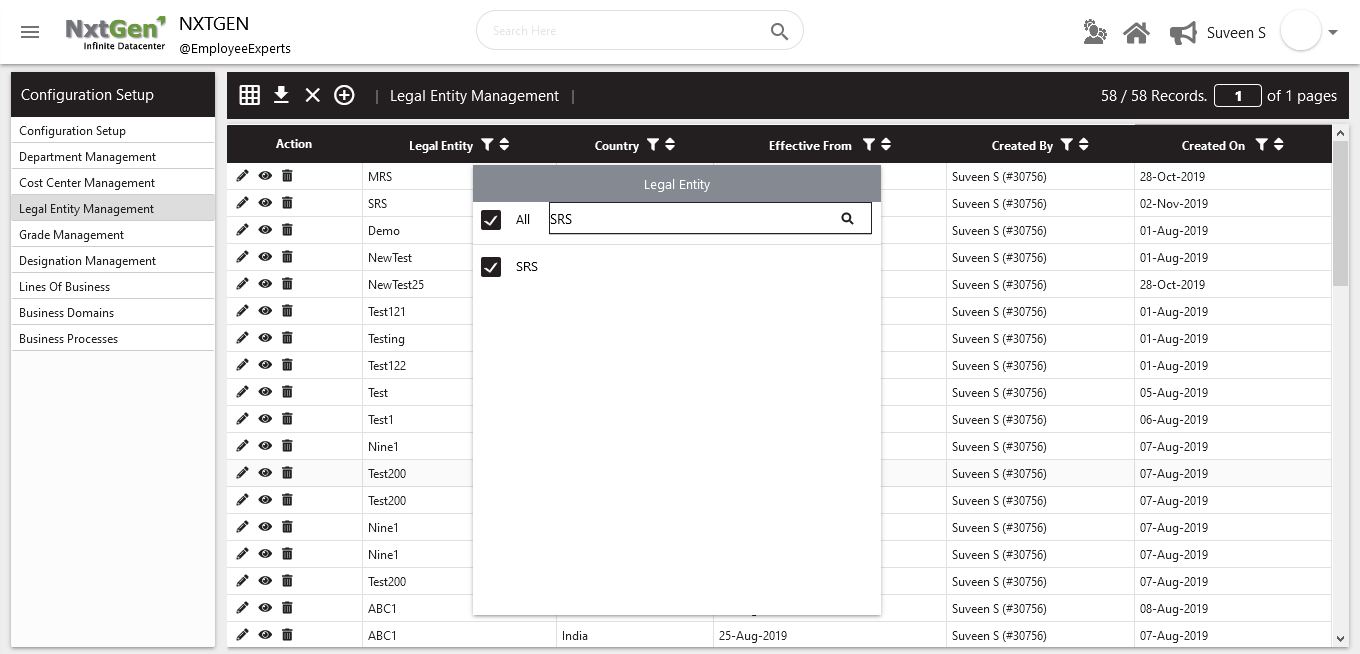 NxtGen
Infinite Datacenter
NXTGEN
@EmployeeExperts
Search Here
Suveen S
Configuration Setup
Configuration Setup
Department Management
Cost Center Management
Legal Entity Management
Grade Management
Designation Management
Lines Of Business
Business Domains
Business Processes
| Legal Entity Management |
58 / 58 Records. 1 of 1 pages
Action Legal Entity Country Effective From Created By Created On
Legal Entity
All SRS
SRS
MRS Suveen S (#30756) 28-Oct-2019
SRS Suveen S (#30756) 02-Nov-2019
Demo Suveen S (#30756) 01-Aug-2019
NewTest Suveen S (#30756) 01-Aug-2019
NewTest25 Suveen S (#30756) 28-Oct-2019
Test121 Suveen S (#30756) 01-Aug-2019
Testing Suveen S (#30756) 01-Aug-2019
Test122 Suveen S (#30756) 01-Aug-2019
Test Suveen S (#30756) 05-Aug-2019
Test1 Suveen S (#30756) 06-Aug-2019
Nine1 Suveen S (#30756) 07-Aug-2019
Test200 Suveen S (#30756) 07-Aug-2019
Test200 Suveen S (#30756) 07-Aug-2019
Nine1 Suveen S (#30756) 07-Aug-2019
Nine1 Suveen S (#30756) 07-Aug-2019
Test200 Suveen S (#30756) 07-Aug-2019
ABC1 Suveen S (#30756) 08-Aug-2019
ABC1 India 25-Aug-2019 Suveen S (#30756) 07-Aug-2019